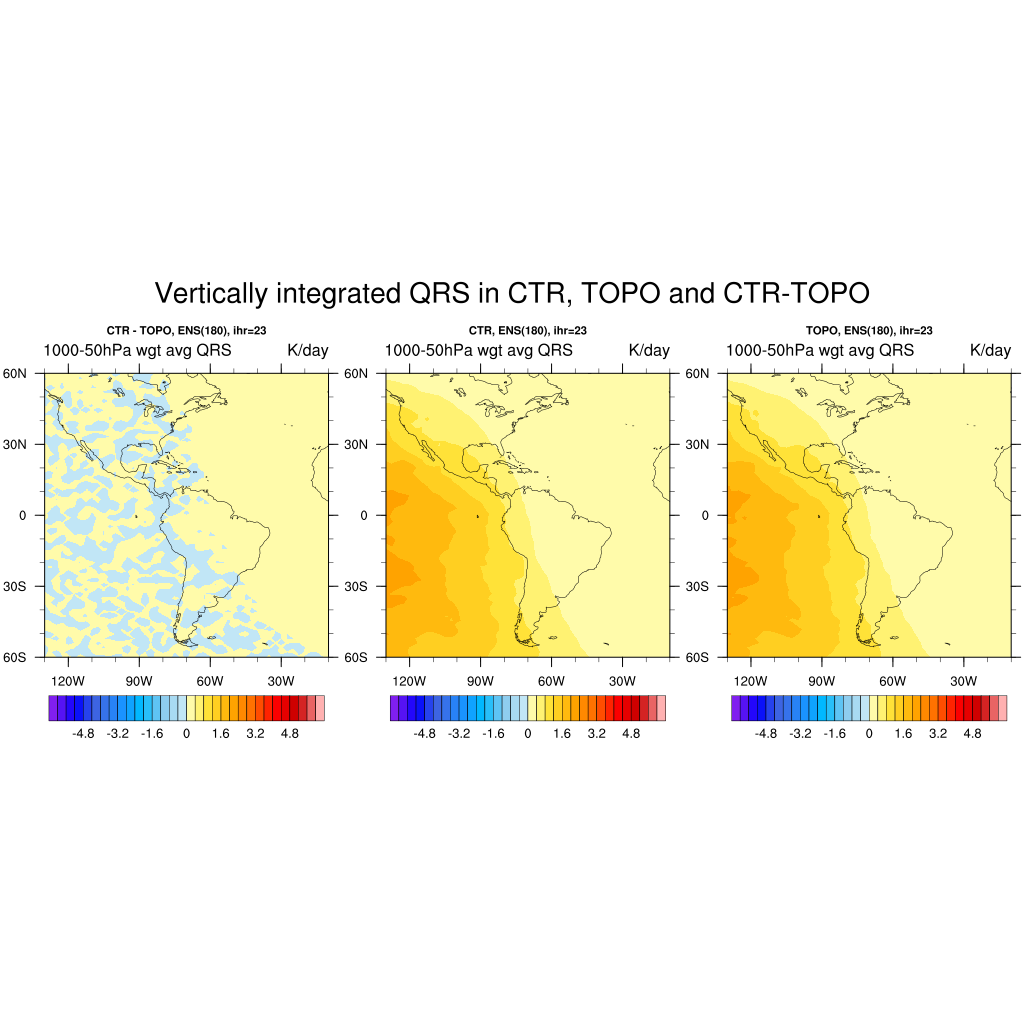 Vertically integrated QRS in CTR, TOPO and CTR-TOPO
CTR - TOPO, ENS(180), ihr=23
1000-50hPa wgt avg QRS K/day
60N
30N
0
30S
60S
120W 90W 60W 30W
-4.8 -3.2 -1.6 0 1.6 3.2 4.8
CTR, ENS(180), ihr=23
1000-50hPa wgt avg QRS K/day
60N
30N
0
30S
60S
120W 90W 60W 30W
-4.8 -3.2 -1.6 0 1.6 3.2 4.8
TOPO, ENS(180), ihr=23
1000-50hPa wgt avg QRS K/day
60N
30N
0
30S
60S
120W 90W 60W 30W
-4.8 -3.2 -1.6 0 1.6 3.2 4.8